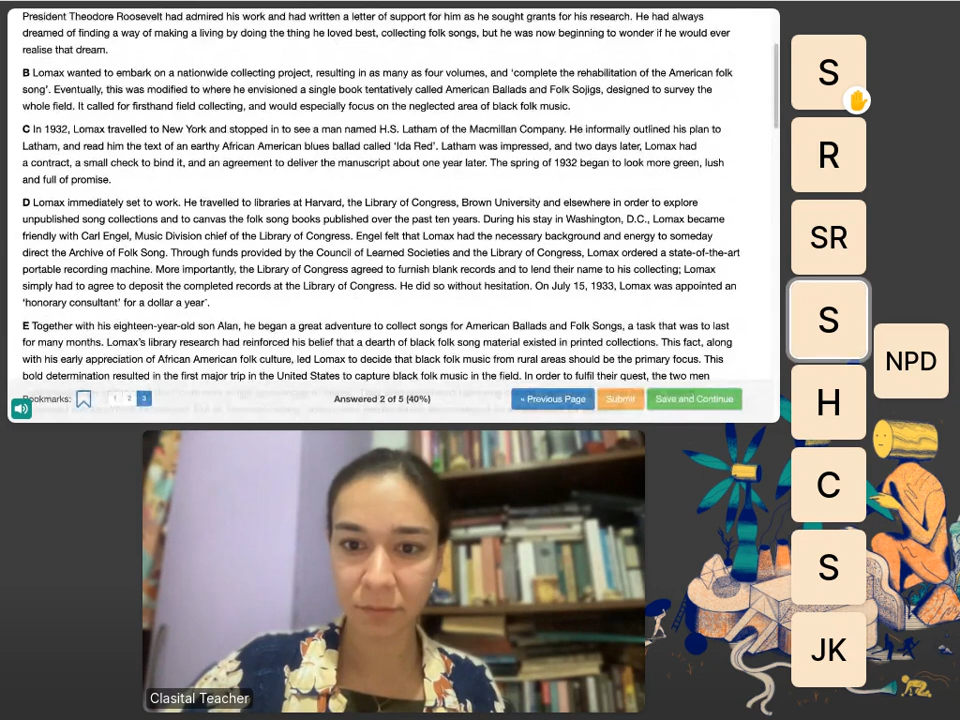 President Theodore Roosevelt had admired his work and had written a letter of support for him as he sought grants for his research. He had always
dreamed of finding a way of making a living by doing the thing he loved best, collecting folk songs, but he was now beginning to wonder if he would ever
realise that dream.
B Lomax wanted to embark on a nationwide collecting project, resulting in as many as four volumes, and ‘complete the rehabilitation of the American folk
song’. Eventually, this was modified to where he envisioned a single book tentatively called American Ballads and Folk Sojigs, designed to survey the
whole field. It called for firsthand field collecting, and would especially focus on the neglected area of black folk music.
C In 1932, Lomax travelled to New York and stopped in to see a man named H.S. Latham of the Macmillan Company. He informally outlined his plan to
Latham, and read him the text of an earthy African American blues ballad called ‘Ida Red’. Latham was impressed, and two days later, Lomax had
a contract, a small check to bind it, and an agreement to deliver the manuscript about one year later. The spring of 1932 began to look more green, lush
and full of promise.
D Lomax immediately set to work. He travelled to libraries at Harvard, the Library of Congress, Brown University and elsewhere in order to explore
unpublished song collections and to canvas the folk song books published over the past ten years. During his stay in Washington, D.C., Lomax became
friendly with Carl Engel, Music Division chief of the Library of Congress. Engel felt that Lomax had the necessary background and energy to someday
direct the Archive of Folk Song. Through funds provided by the Council of Learned Societies and the Library of Congress, Lomax ordered a state-of-the-art
portable recording machine. More importantly, the Library of Congress agreed to furnish blank records and to lend their name to his collecting; Lomax
simply had to agree to deposit the completed records at the Library of Congress. He did so without hesitation. On July 15, 1933, Lomax was appointed an
‘honorary consultant’ for a dollar a year`.
E Together with his eighteen-year-old son Alan, he began a great adventure to collect songs for American Ballads and Folk Songs, a task that was to last
for many months. Lomax’s library research had reinforced his belief that a dearth of black folk song material existed in printed collections. This fact, along
with his early appreciation of African American folk culture, led Lomax to decide that black folk music from rural areas should be the primary focus. This
bold determination resulted in the first major trip in the United States to capture black folk music in the field. In order to fulfil their quest, the two men
Bookmarks: 1 2 3 Answered 2 of 5 (40%) « Previous Page Submit Save and Continue
Clasital Teacher
S
R
SR
S
NPD
H
C
S
JK